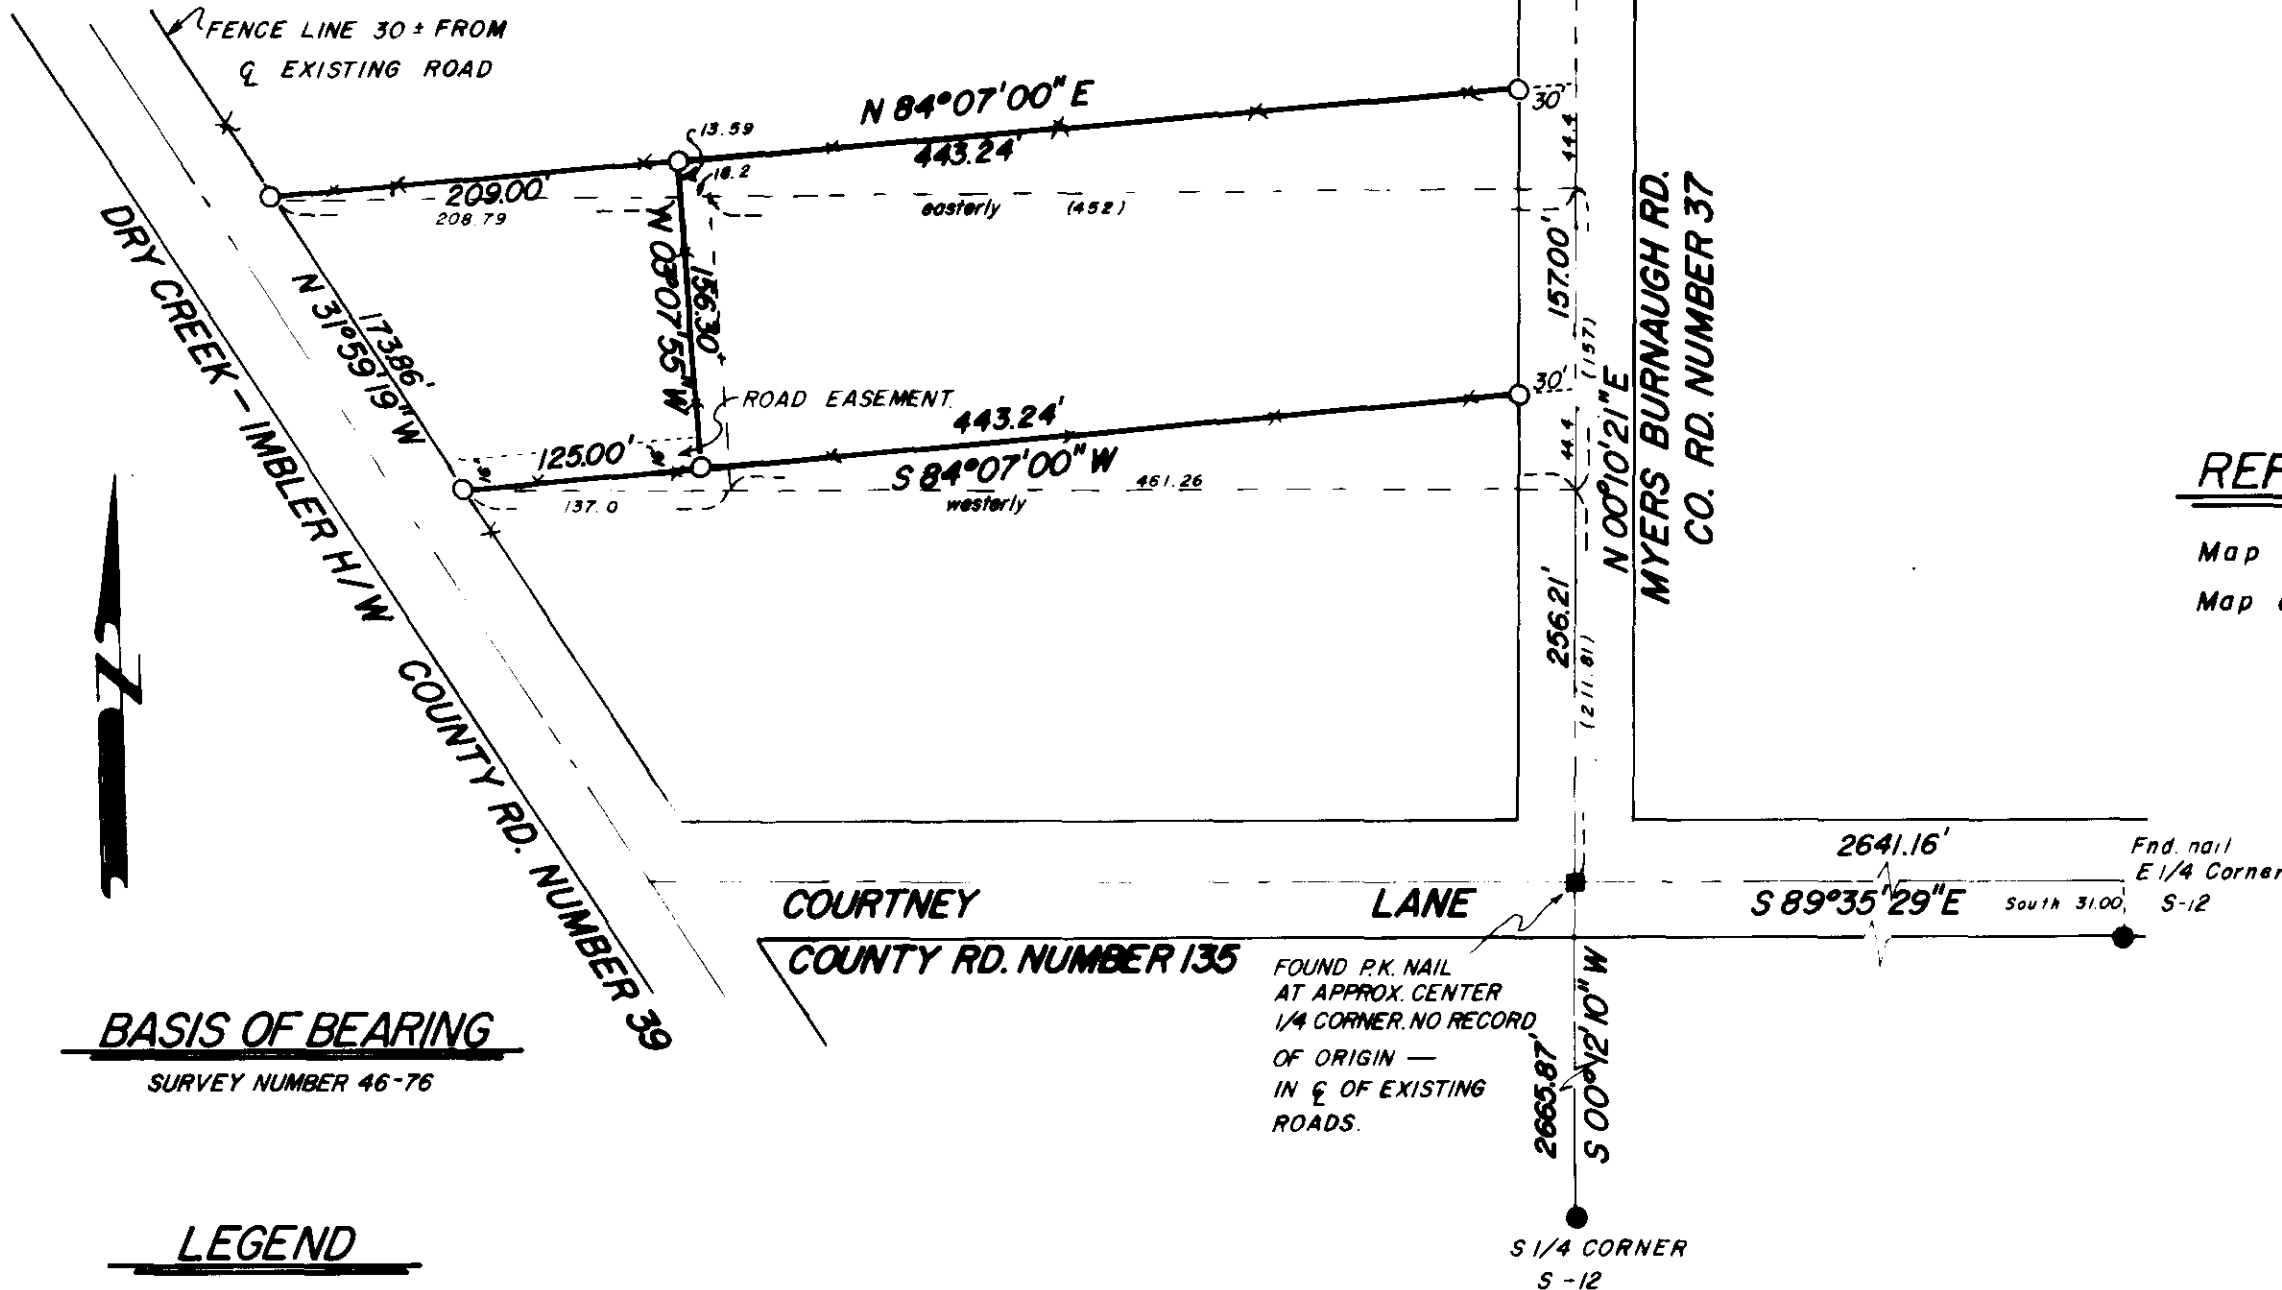 FENCE LINE 30 ± FROM
℄ EXISTING ROAD
N 84°07'00" E
443.24'
13.59
18.2
30'
44.4
209.00'
208.79
easterly (452)
N 03°07'55" W
156.30'
157.00'
(157)
MYERS BURNAUGH RD.
CO. RD. NUMBER 37
N 00°10'21" E
DRY CREEK – IMBLER H/W COUNTY RD. NUMBER 39
173.86'
N 31°59'19" W
ROAD EASEMENT
443.24'
30'
44.4
125.00'
16'
16'
S 84°07'00" W
461.26
137.0
westerly
256.21'
(211.81)
REF
Map
Map
N
2641.16'
Fnd. nail
E 1/4 Corner
S-12
S 89°35'29" E
South 31.00
COURTNEY LANE
COUNTY RD. NUMBER 135
FOUND P.K. NAIL
AT APPROX. CENTER
1/4 CORNER. NO RECORD
OF ORIGIN —
IN ℄ OF EXISTING
ROADS.
2665.87'
S 00°12'10" W
BASIS OF BEARING
SURVEY NUMBER 46-76
LEGEND
S 1/4 CORNER
S-12